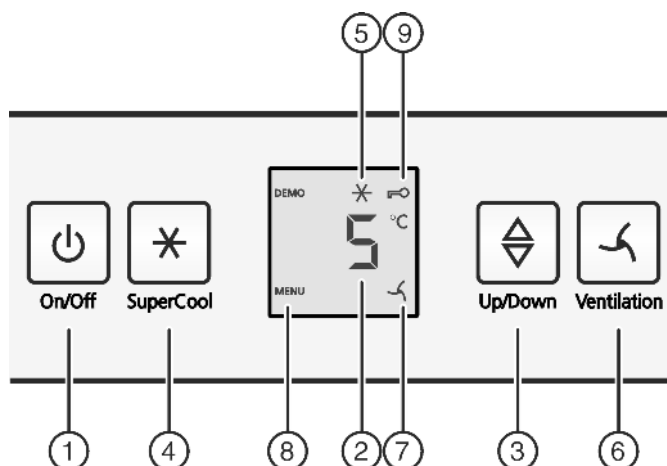 5 9
DEMO
5 °C
MENU
On/Off SuperCool Up/Down Ventilation
1 4 8 2 7 3 6